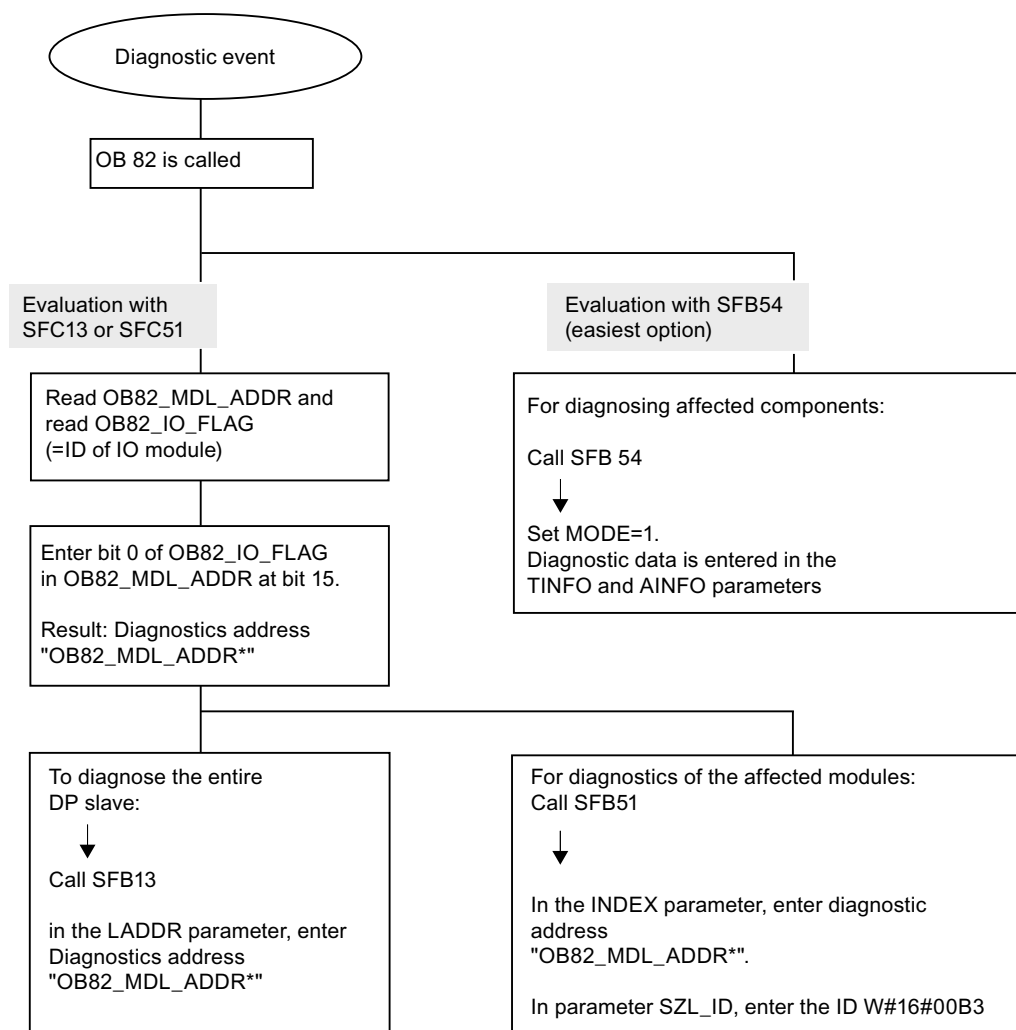 Diagnostic event
OB 82 is called
Evaluation with
SFC13 or SFC51
Evaluation with SFB54
(easiest option)
Read OB82_MDL_ADDR and
read OB82_IO_FLAG
(=ID of IO module)
For diagnosing affected components:
Call SFB 54
Set MODE=1.
Diagnostic data is entered in the
TINFO and AINFO parameters
Enter bit 0 of OB82_IO_FLAG
in OB82_MDL_ADDR at bit 15.
Result: Diagnostics address
"OB82_MDL_ADDR*"
To diagnose the entire
DP slave:
Call SFB13
in the LADDR parameter, enter
Diagnostics address
"OB82_MDL_ADDR*"
For diagnostics of the affected modules:
Call SFB51
In the INDEX parameter, enter diagnostic
address
"OB82_MDL_ADDR*".
In parameter SZL_ID, enter the ID W#16#00B3